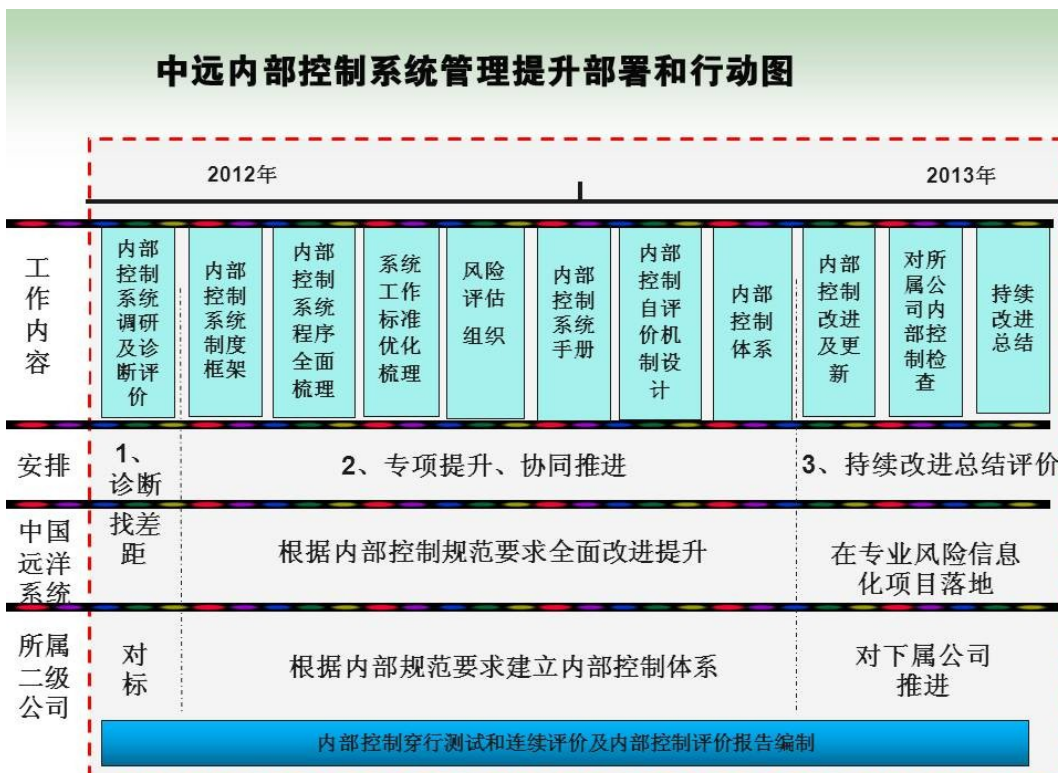 中远内部控制系统管理提升部署和行动图
2012年
2013年
工
作
内
容
内部
控制
系统
调研
及诊
断评
价
内部
控制
系统
制度
框架
内部
控制
系统
程序
全面
梳理
系统
工作
标准
优化
梳理
风险
评估
组织
内部
控制
系统
手册
内部
控制
自评
价机
制设
计
内部
控制
体系
内部
控制
改进
及更
新
对所
属公
司内
部控
制检
查
持续
改进
总结
安排
1、
诊断
2、专项提升、协同推进
3、持续改进总结评价
中国
远洋
系统
找差
距
根据内部控制规范要求全面改进提升
在专业风险信息
化项目落地
所属
二级
公司
对
标
根据内部规范要求建立内部控制体系
对下属公司
推进
内部控制穿行测试和连续评价及内部控制评价报告编制